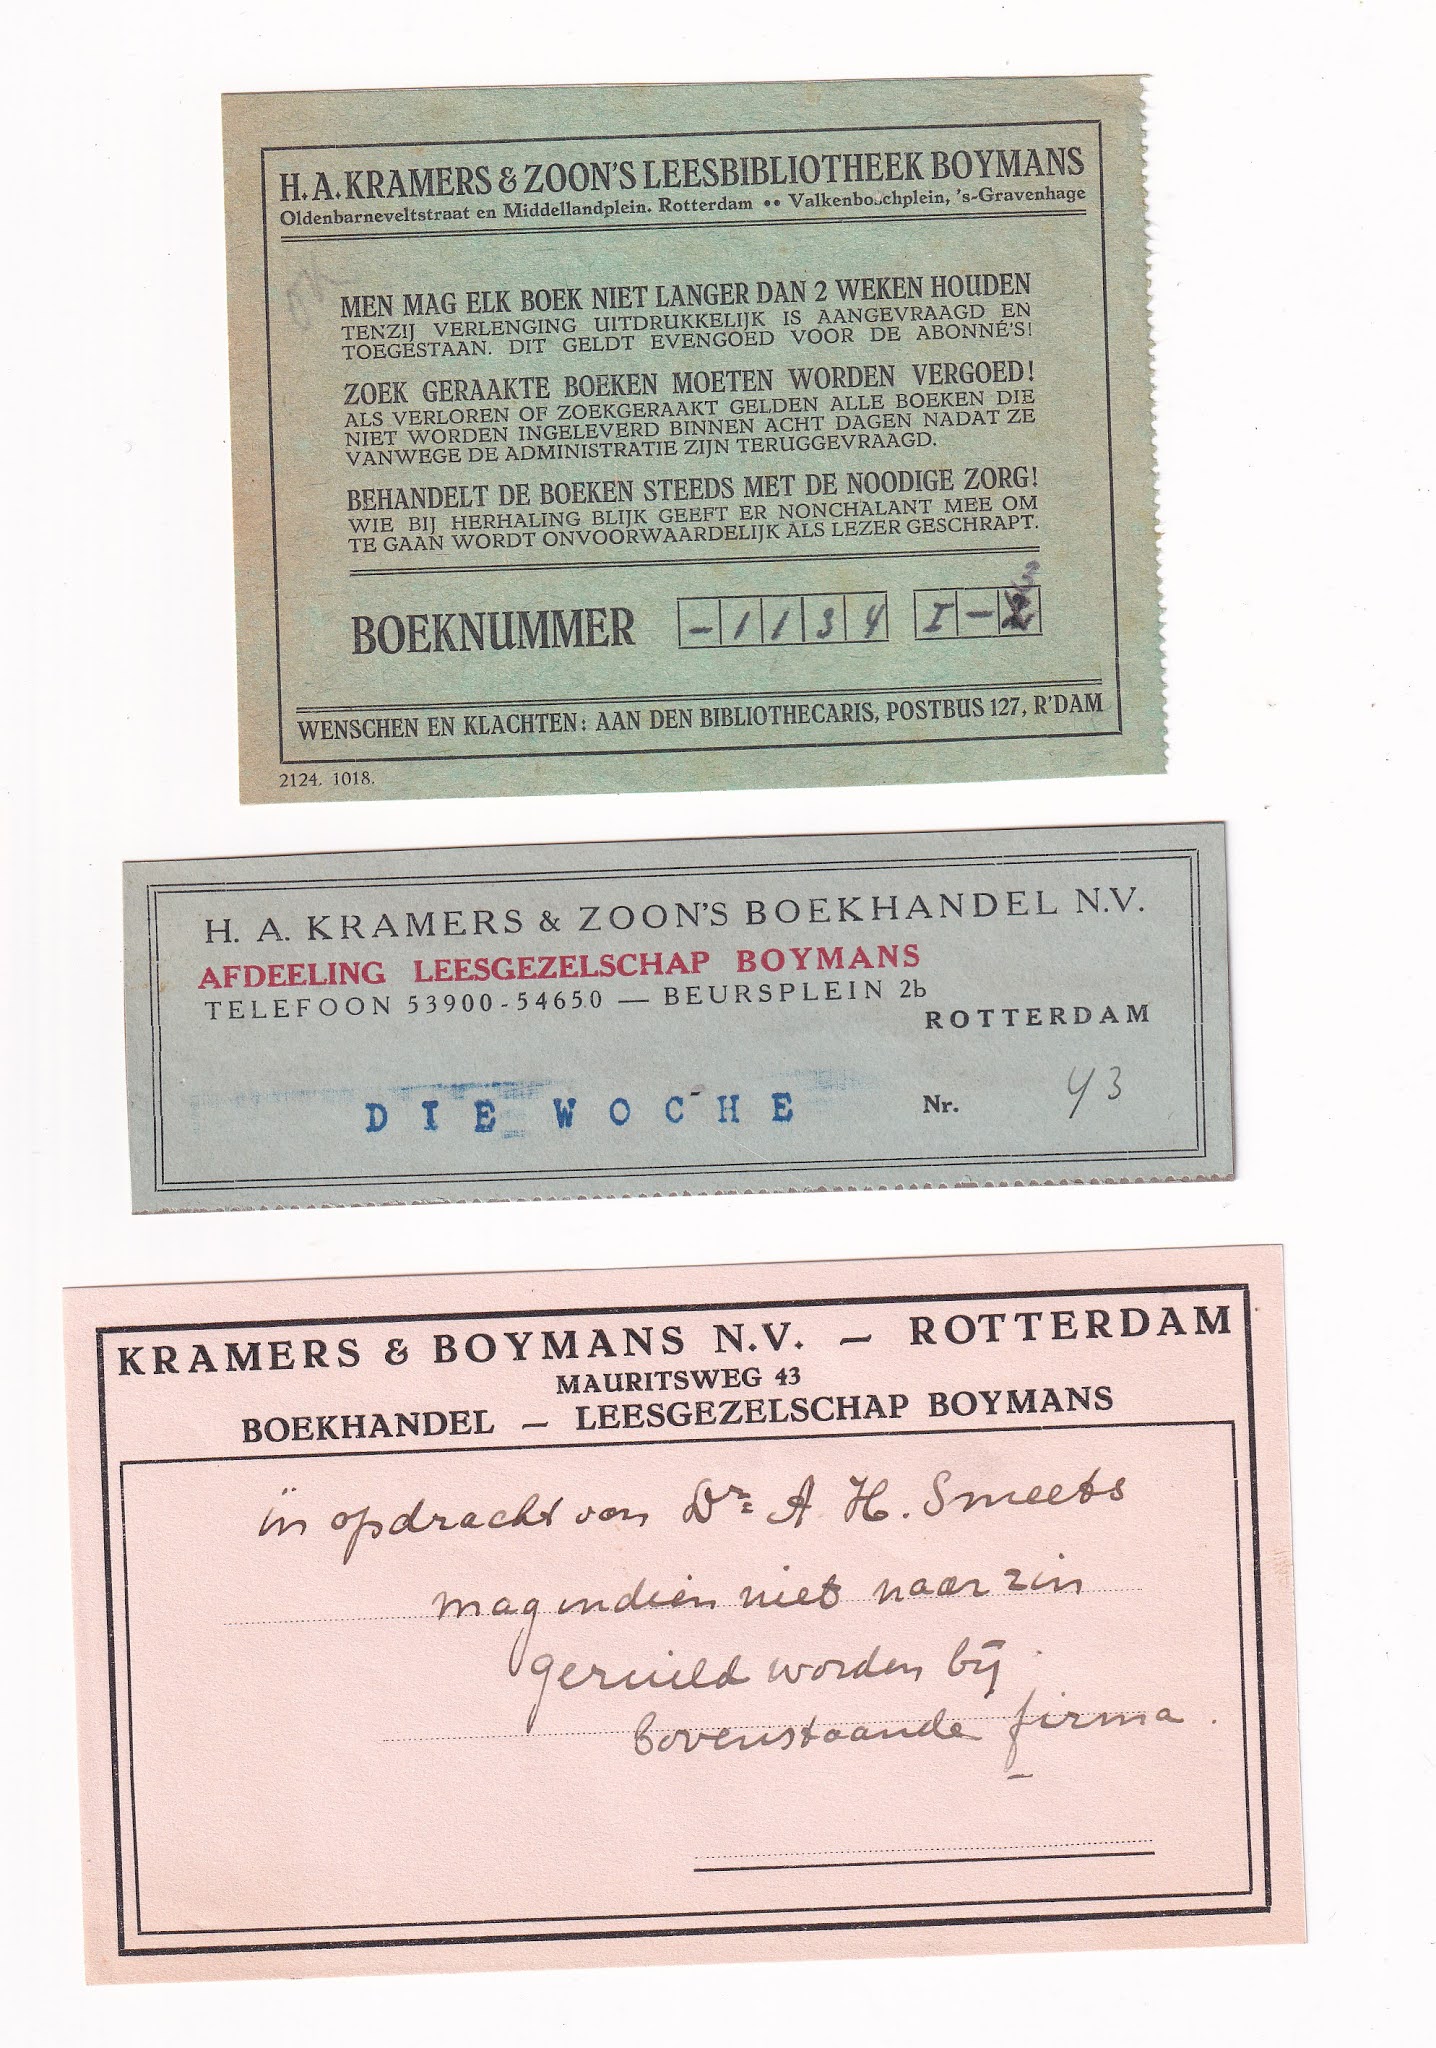 H. A. KRAMERS & ZOON'S LEESBIBLIOTHEEK BOYMANS
Oldenbarneveltstraat en Middellandplein. Rotterdam •• Valkenboschplein, 's-Gravenhage
MEN MAG ELK BOEK NIET LANGER DAN 2 WEKEN HOUDEN
TENZIJ VERLENGING UITDRUKKELIJK IS AANGEVRAAGD EN
TOEGESTAAN. DIT GELDT EVENGOED VOOR DE ABONNÉ'S!
ZOEK GERAAKTE BOEKEN MOETEN WORDEN VERGOED!
ALS VERLOREN OF ZOEKGERAAKT GELDEN ALLE BOEKEN DIE
NIET WORDEN INGELEVERD BINNEN ACHT DAGEN NADAT ZE
VANWEGE DE ADMINISTRATIE ZIJN TERUGGEVRAAGD.
BEHANDELT DE BOEKEN STEEDS MET DE NOODIGE ZORG!
WIE BIJ HERHALING BLIJK GEEFT ER NONCHALANT MEE OM
TE GAAN WORDT ONVOORWAARDELIJK ALS LEZER GESCHRAPT.
BOEKNUMMER - 1 1 3 4 I -
WENSCHEN EN KLACHTEN: AAN DEN BIBLIOTHECARIS, POSTBUS 127, R'DAM
2124. 1018.
H. A. KRAMERS & ZOON'S BOEKHANDEL N.V.
AFDEELING LEESGEZELSCHAP BOYMANS
TELEFOON 53900-54650 — BEURSPLEIN 2b
ROTTERDAM
DIE WOCHE Nr. 43
KRAMERS & BOYMANS N.V. — ROTTERDAM
MAURITSWEG 43
BOEKHANDEL — LEESGEZELSCHAP BOYMANS
in opdracht van Dr. A H. Smeets
mag indien niet naar zin
geruild worden bij
bovenstaande firma.